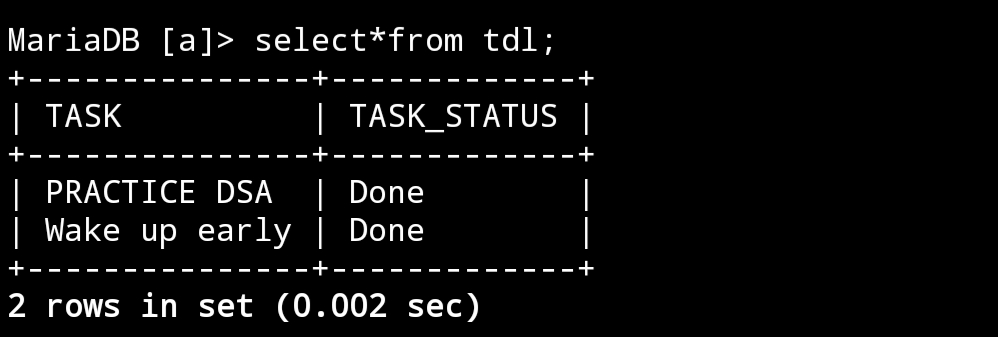 MariaDB [a]> select*from tdl;
+---------------+-------------+
| TASK          | TASK_STATUS |
+---------------+-------------+
| PRACTICE DSA  | Done        |
| Wake up early | Done        |
+---------------+-------------+
2 rows in set (0.002 sec)